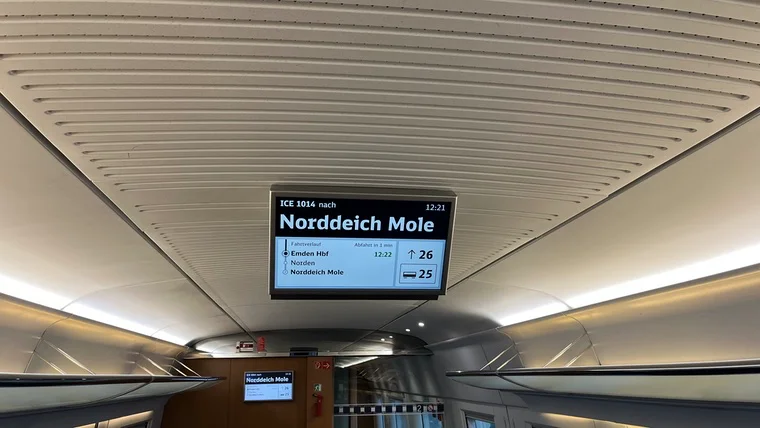 ICE 1014 nach
12:21
Norddeich Mole
Fahrtverlauf
Abfahrt in 1 min
Emden Hbf
12:22
Norden
Norddeich Mole
26
25
Norddeich Mole
2